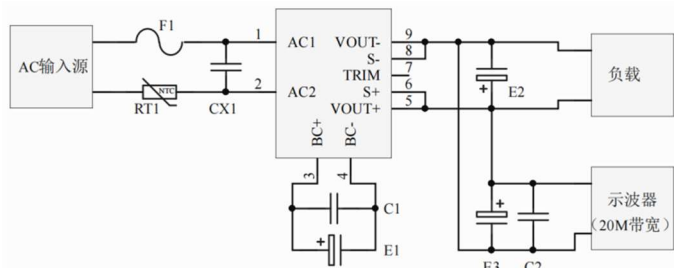 F1
AC输入源
RT1
NTC
CX1
1
2
AC1
AC2
VOUT-
S-
TRIM
S+
VOUT+
BC+
BC-
9
8
7
6
5
3
4
C1
E1
E2
负载
示波器
（20M带宽）
E3
C2